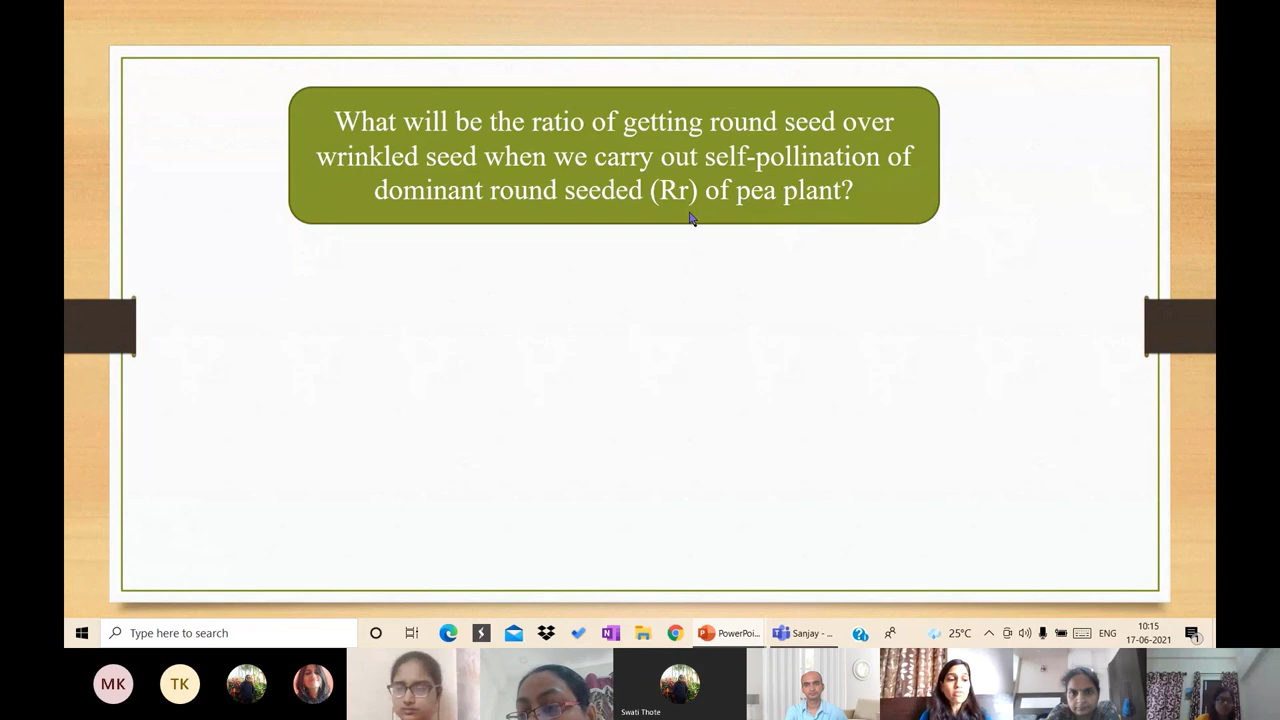 What will be the ratio of getting round seed over
wrinkled seed when we carry out self-pollination of
dominant round seeded (Rr) of pea plant?
Type here to search
PowerPoi...
Sanjay - ...
25°C
ENG
10:15
17-06-2021
1
MK
TK
Swati Thote